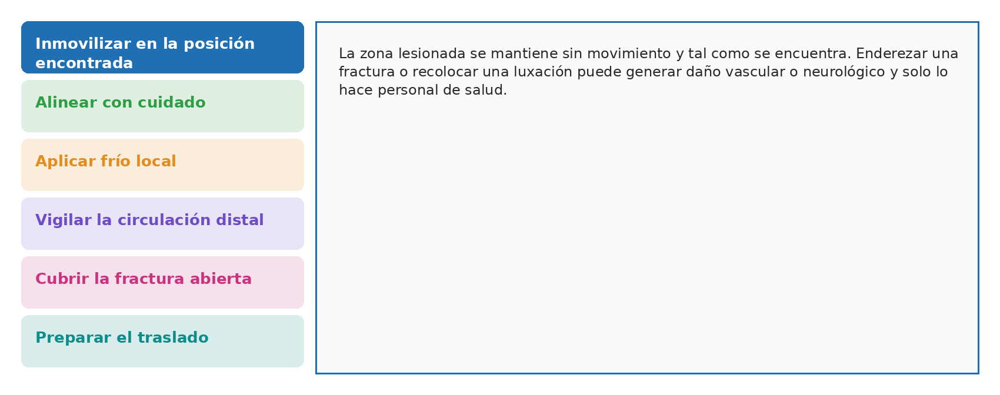 Inmovilizar en la posición
encontrada
Alinear con cuidado
Aplicar frío local
Vigilar la circulación distal
Cubrir la fractura abierta
Preparar el traslado
La zona lesionada se mantiene sin movimiento y tal como se encuentra. Enderezar una
fractura o recolocar una luxación puede generar daño vascular o neurológico y solo lo
hace personal de salud.